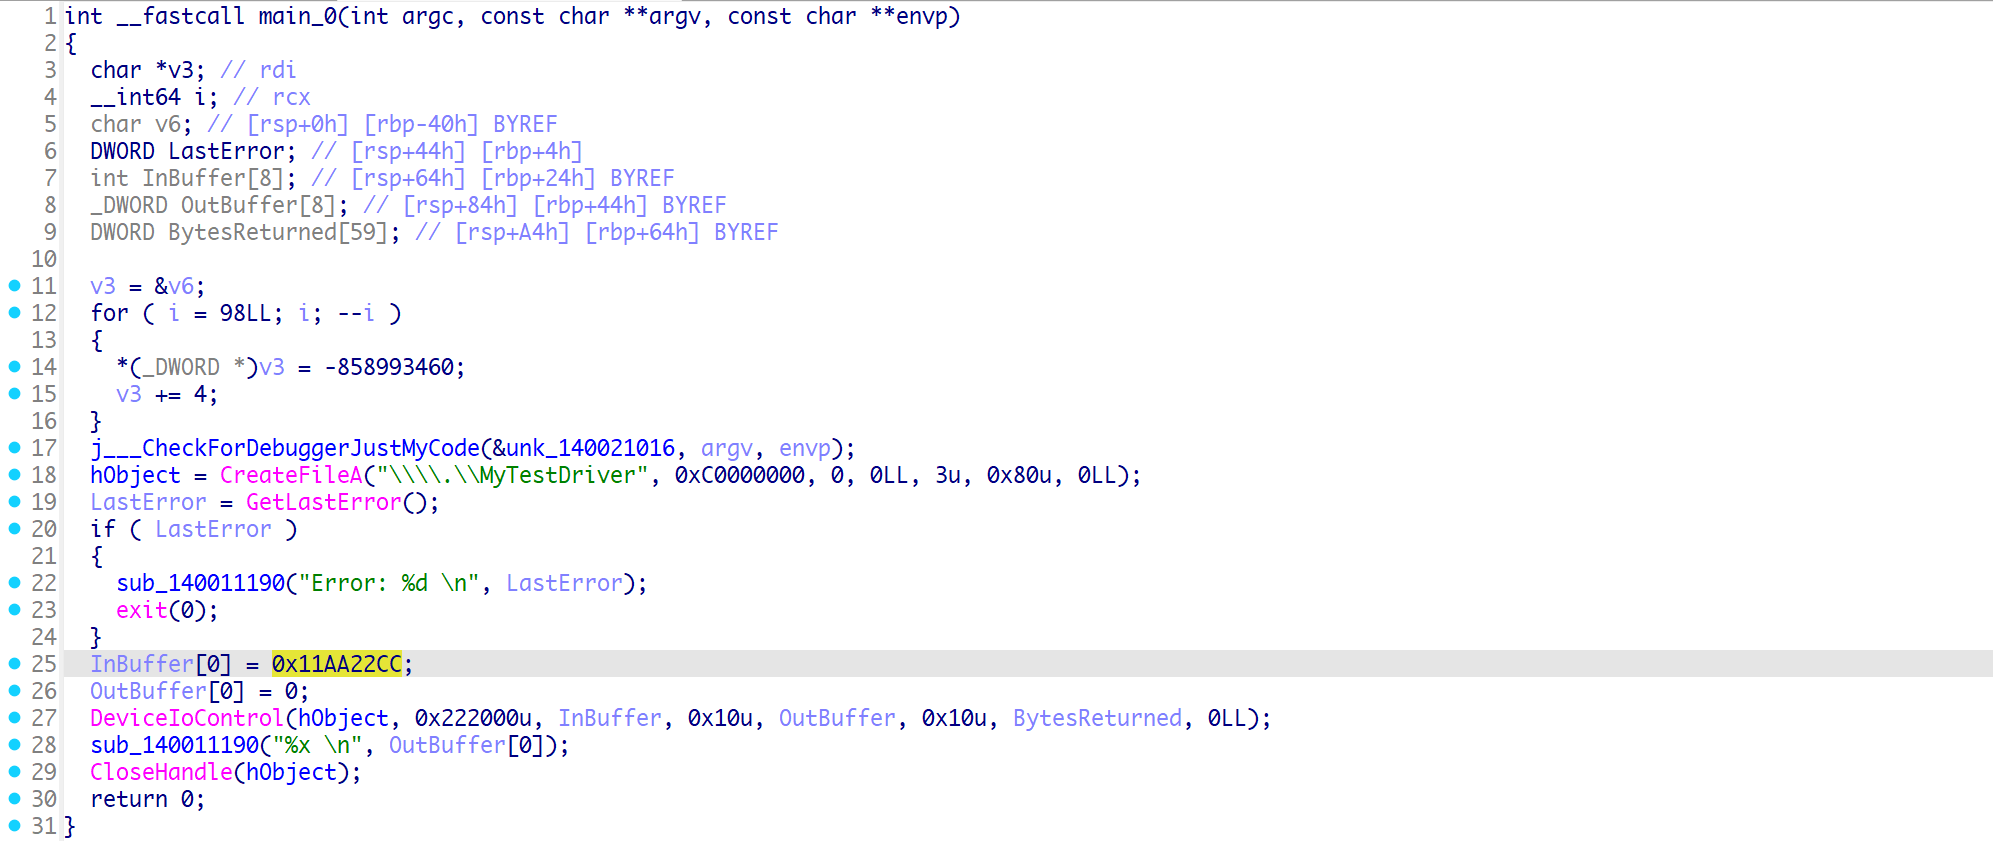 1 int __fastcall main_0(int argc, const char **argv, const char **envp)
2 {
3   char *v3; // rdi
4   __int64 i; // rcx
5   char v6; // [rsp+0h] [rbp-40h] BYREF
6   DWORD LastError; // [rsp+44h] [rbp+4h]
7   int InBuffer[8]; // [rsp+64h] [rbp+24h] BYREF
8   _DWORD OutBuffer[8]; // [rsp+84h] [rbp+44h] BYREF
9   DWORD BytesReturned[59]; // [rsp+A4h] [rbp+64h] BYREF
10
11   v3 = &v6;
12   for ( i = 98LL; i; --i )
13   {
14     *(_DWORD *)v3 = -858993460;
15     v3 += 4;
16   }
17   j___CheckForDebuggerJustMyCode(&unk_140021016, argv, envp);
18   hObject = CreateFileA("\\\\.\\MyTestDriver", 0xC0000000, 0, 0LL, 3u, 0x80u, 0LL);
19   LastError = GetLastError();
20   if ( LastError )
21   {
22     sub_140011190("Error: %d \n", LastError);
23     exit(0);
24   }
25   InBuffer[0] = 0x11AA22CC;
26   OutBuffer[0] = 0;
27   DeviceIoControl(hObject, 0x222000u, InBuffer, 0x10u, OutBuffer, 0x10u, BytesReturned, 0LL);
28   sub_140011190("%x \n", OutBuffer[0]);
29   CloseHandle(hObject);
30   return 0;
31 }